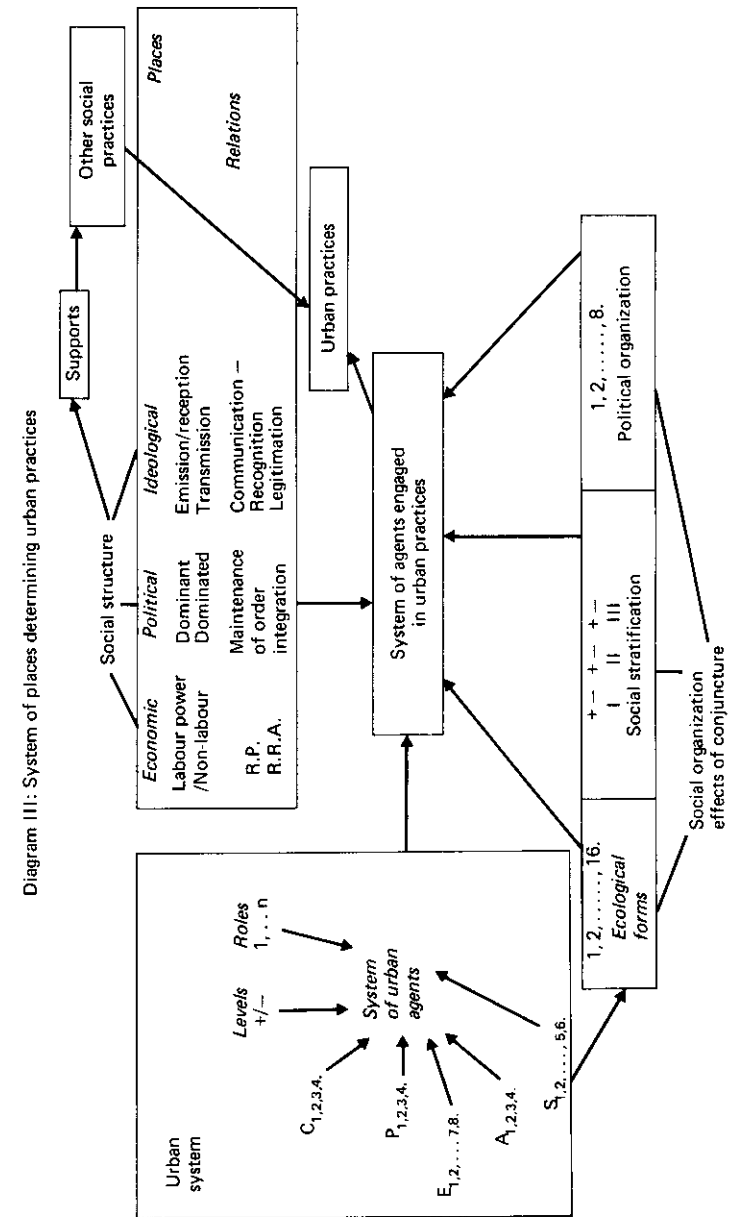 Diagram III: System of places determining urban practices
Social structure
Supports
Other social
practices
Economic
Labour power
/Non-labour
R.P.
R.R.A.
Political
Dominant
Dominated
Maintenance
of order
integration
Ideological
Emission/reception
Transmission
Communication —
Recognition
Legitimation
Places
Relations
Urban
system
Levels
+/—
Roles
1, . . n
C1,2,3,4.
P1,2,3,4.
E1,2, . . . 7,8.
A1,2,3,4.
S1,2, . . . . , 5,6.
System
of urban
agents
System of agents engaged
in urban practices
Urban practices
1, 2, . . . . . , 16.
Ecological
forms
+ — + — + —
I II III
Social stratification
1, 2, . . . . . , 8.
Political organization
Social organization
effects of conjuncture